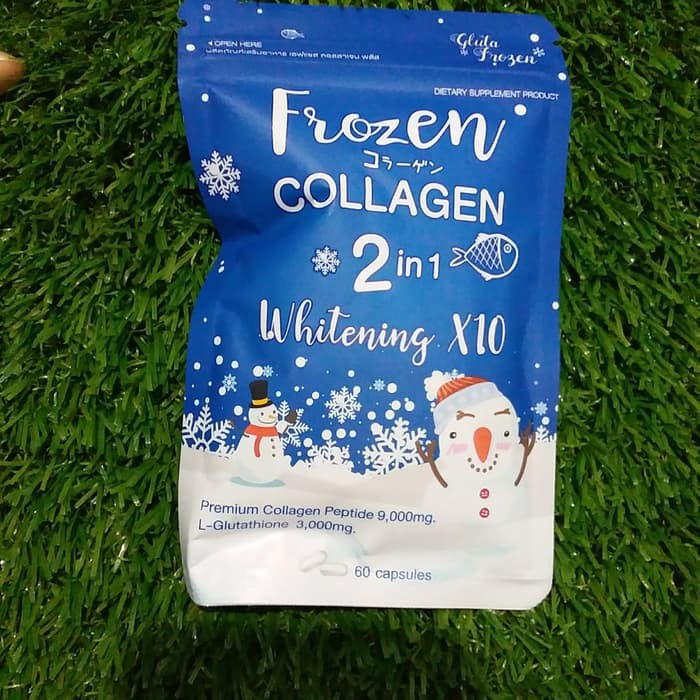 ◀ OPEN HERE
Gluta
Frozen
DIETARY SUPPLEMENT PRODUCT
Frozen
コラーゲン
COLLAGEN
2 in 1
Whitening X10
Premium Collagen Peptide 9,000mg.
L-Glutathione 3,000mg.
60 capsules